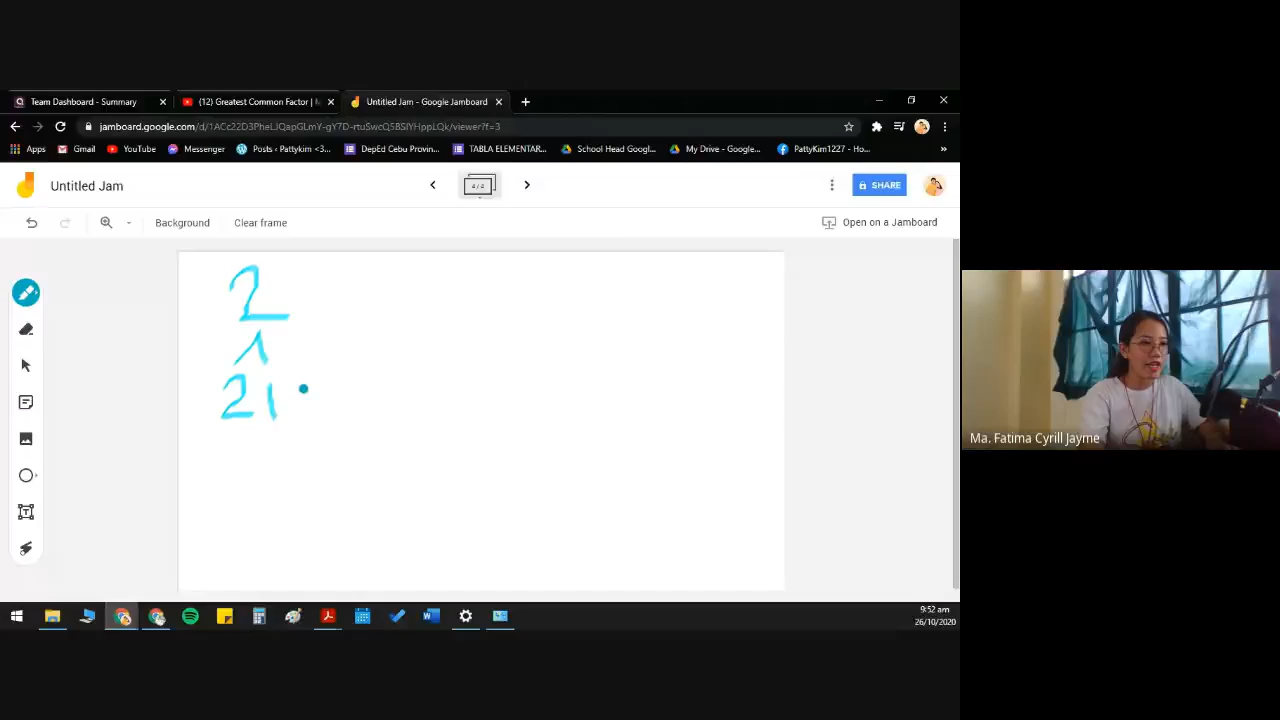 Team Dashboard - Summary
(12) Greatest Common Factor | M
Untitled Jam - Google Jamboard
jamboard.google.com/d/1ACc22D3PheLJQapGLmY-gY7D-rtuSwcQ5BSIYHppLQk/viewer?f=3
Apps
Gmail
YouTube
Messenger
Posts ‹ Pattykim <3...
DepEd Cebu Provin...
TABLA ELEMENTAR...
School Head Googl...
My Drive - Google...
PattyKim1227 - Ho...
Untitled Jam
4 / 4
SHARE
Background
Clear frame
Open on a Jamboard
2
1
21
Ma. Fatima Cyrill Jayme
9:52 am
26/10/2020